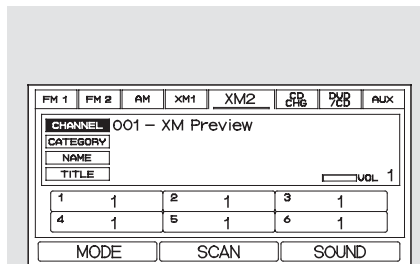 FM 1 FM 2 AM XM1 XM2 CD CHG DVD /CD AUX
CHANNEL 001 – XM Preview
CATEGORY
NAME
TITLE VOL 1
1 1 2 1 3 1
4 1 5 1 6 1
MODE SCAN SOUND